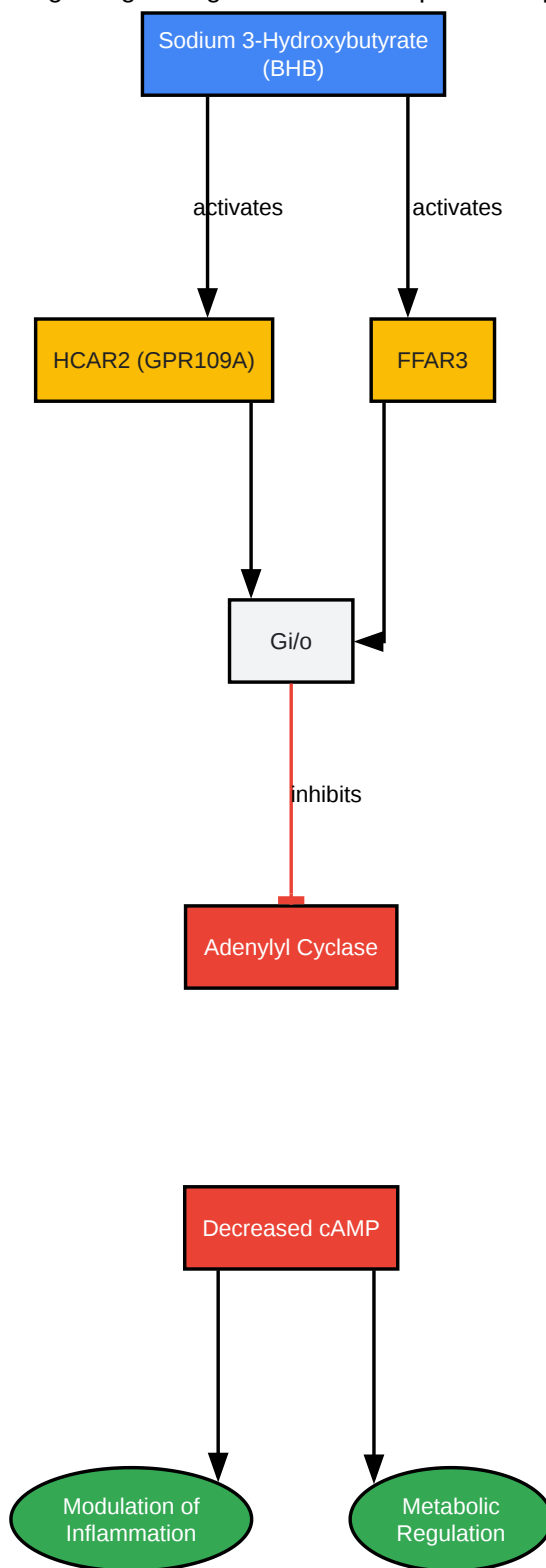 Sodium 3-Hydroxybutyrate
(BHB)
activates
activates
HCAR2 (GPR109A)
FFAR3
Gi/o
inhibits
Adenylyl Cyclase
Decreased cAMP
Modulation of
Inflammation
Metabolic
Regulation